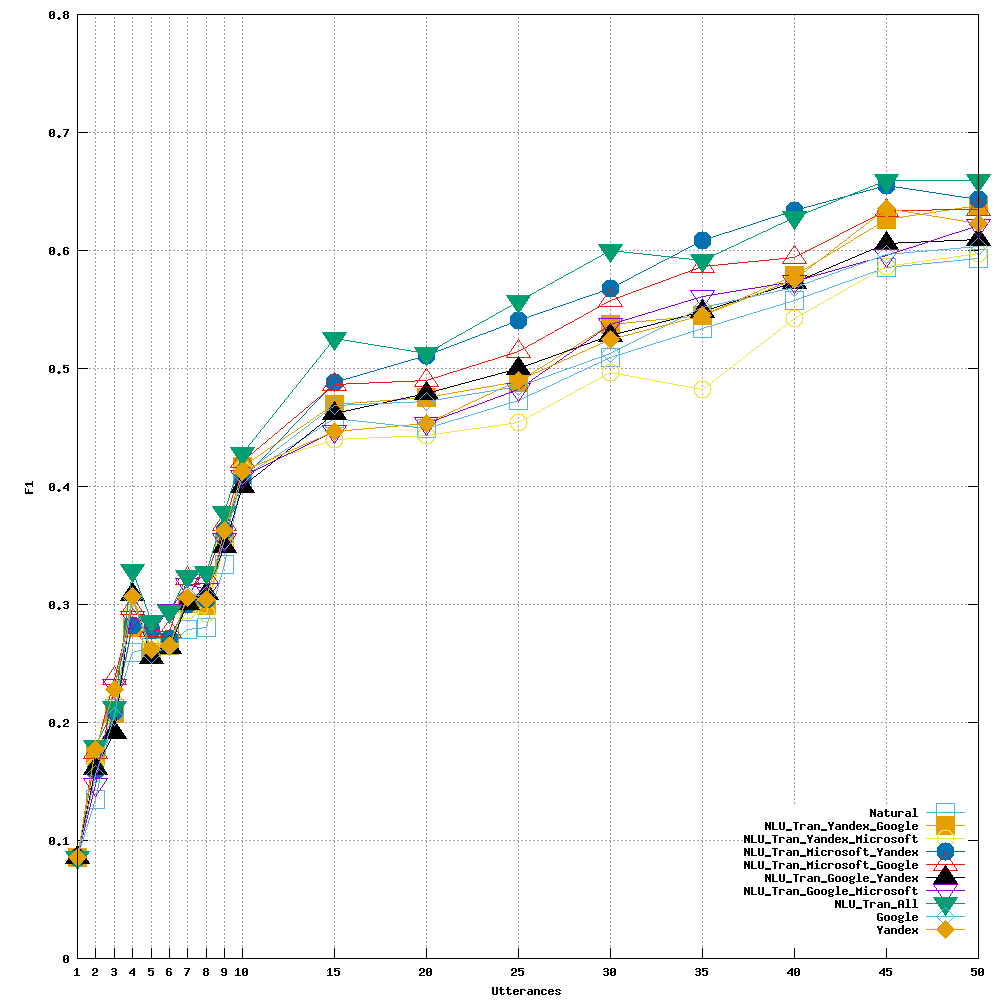 0.8
0.7
0.6
0.5
0.4
0.3
0.2
0.1
0
F1
1 2 3 4 5 6 7 8 9 10 15 20 25 30 35 40 45 50
Utterances
Natural
NLU_Tran_Yandex_Google
NLU_Tran_Yandex_Microsoft
NLU_Tran_Microsoft_Yandex
NLU_Tran_Microsoft_Google
NLU_Tran_Google_Yandex
NLU_Tran_Google_Microsoft
NLU_Tran_All
Google
Yandex